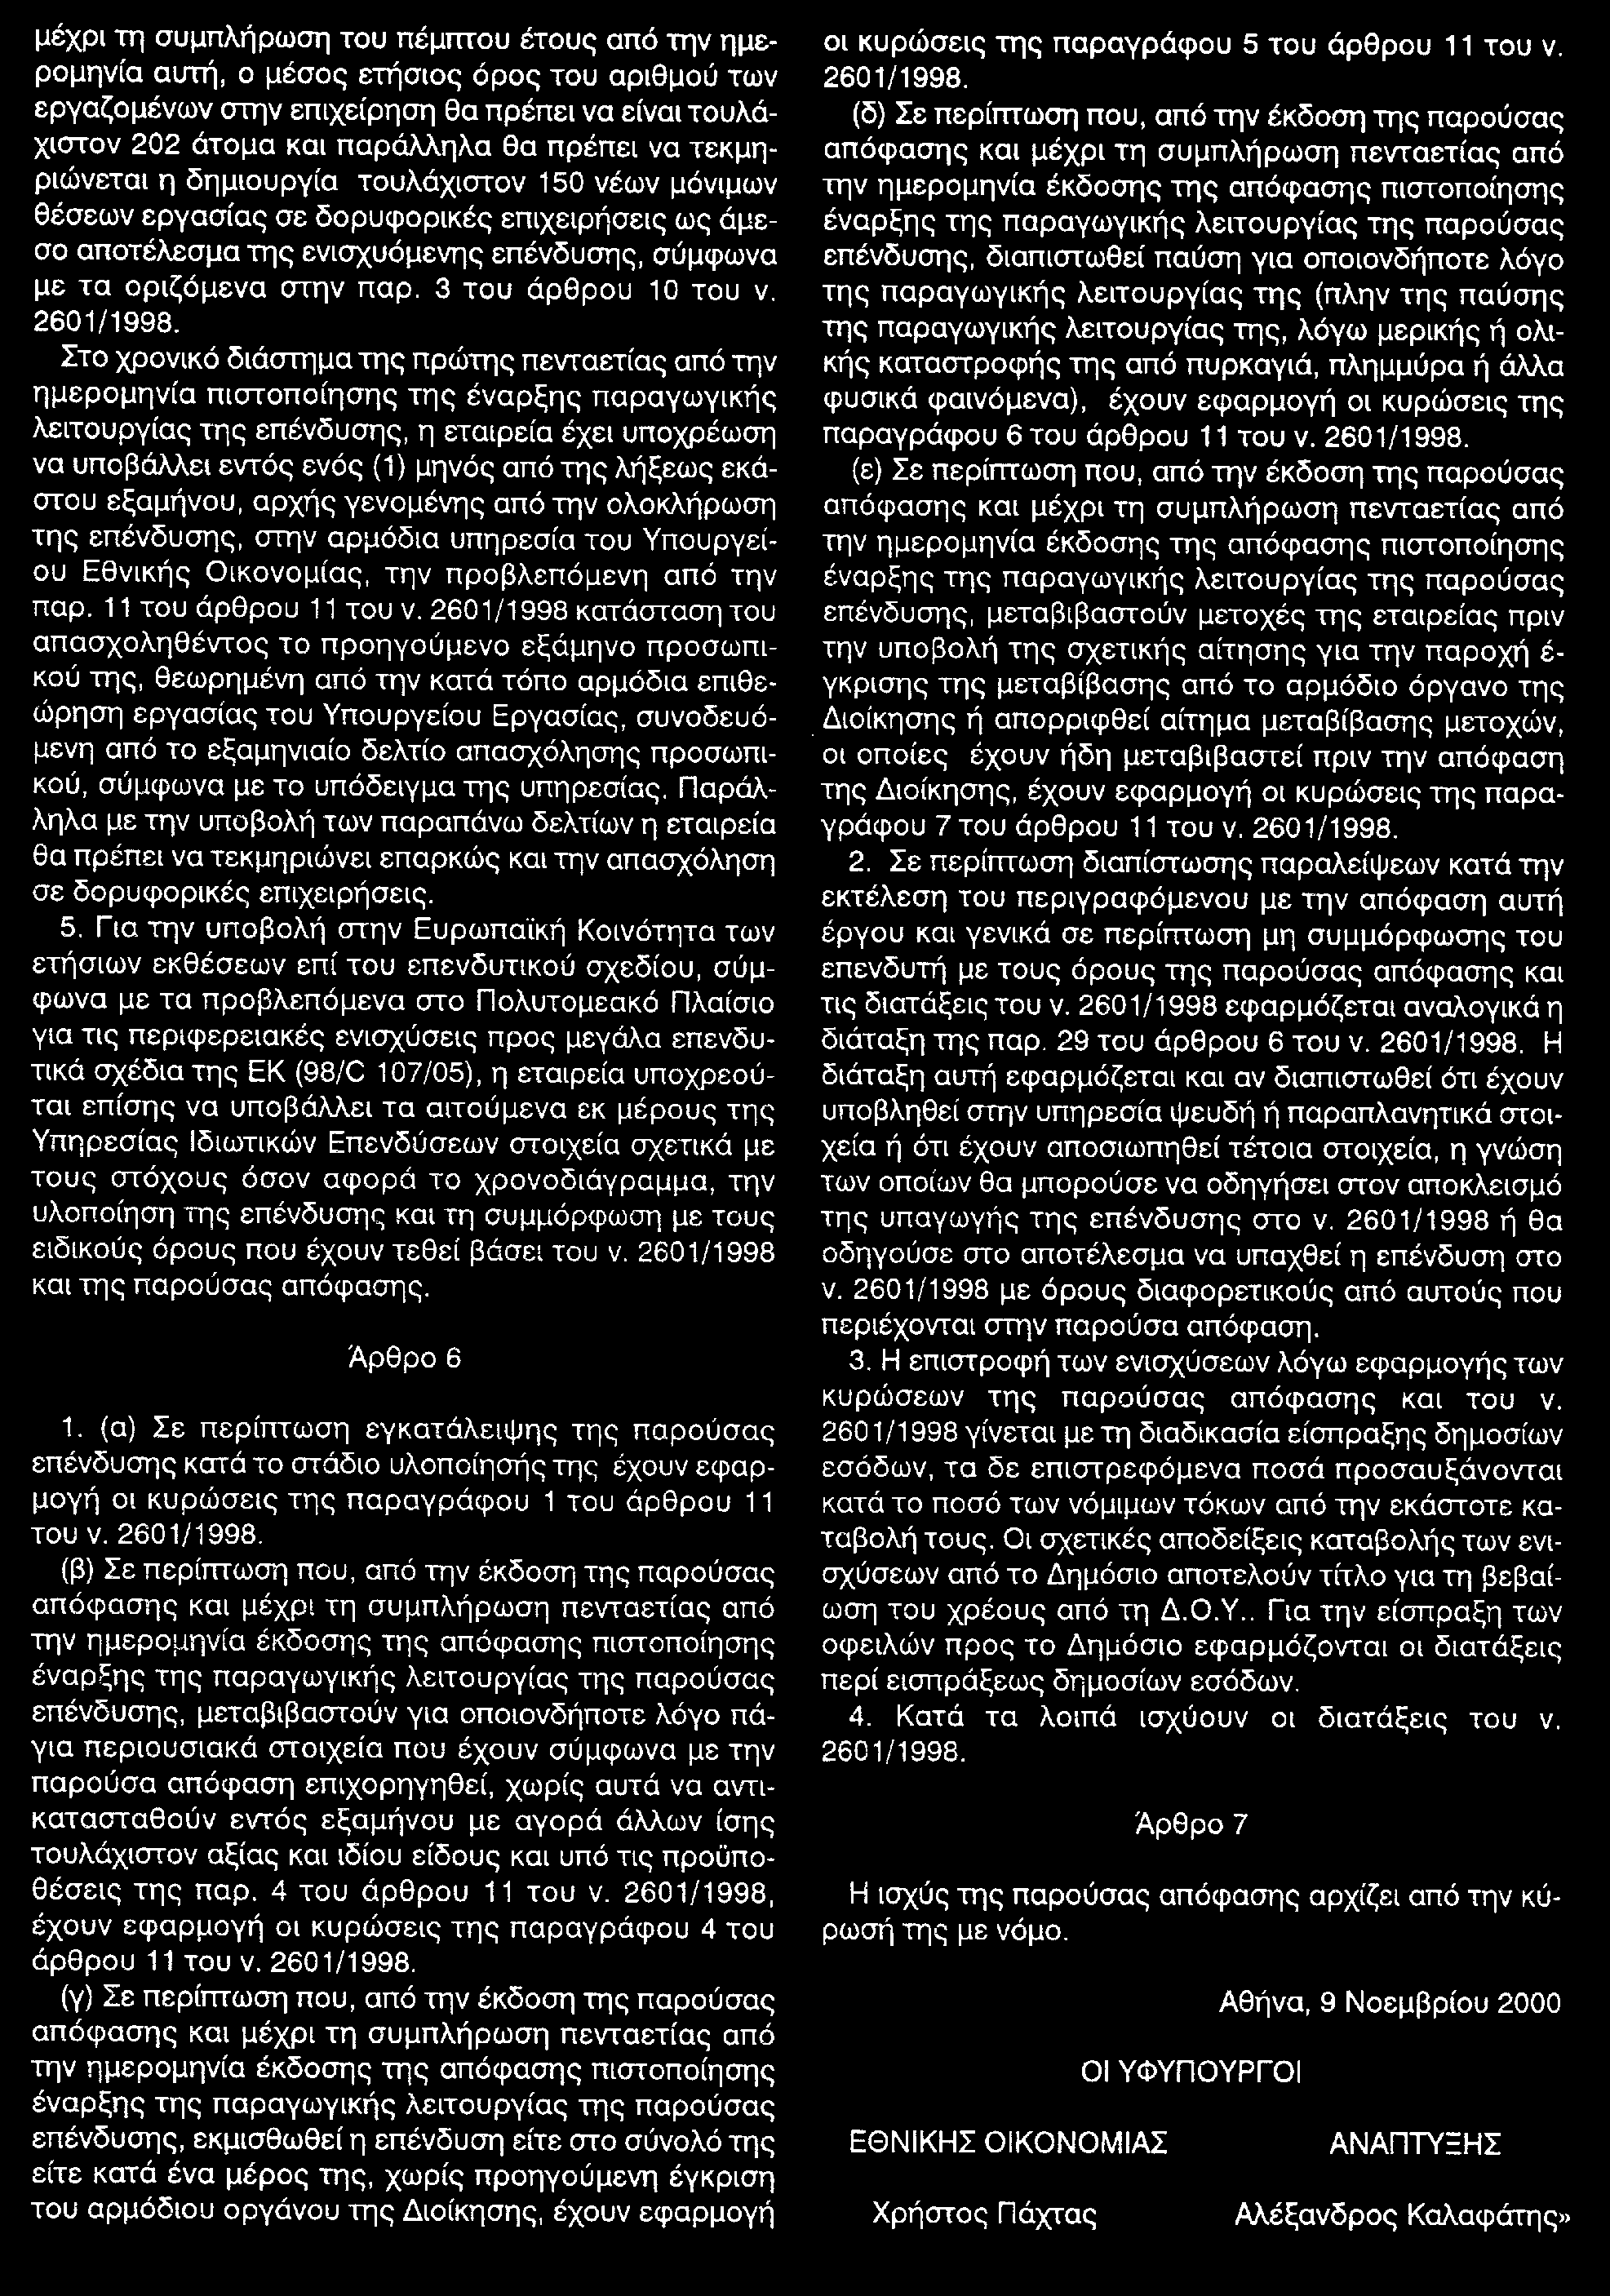 μέχρι τη συμπλήρωση του πέμπτου έτους από την ημε-
ρομηνία αυτή, ο μέσος ετήσιος όρος του αριθμού των
εργαζομένων στην επιχείρηση θα πρέπει να είναι τουλά-
χιστον 202 άτομα και παράλληλα θα πρέπει να τεκμη-
ριώνεται η δημιουργία τουλάχιστον 150 νέων μόνιμων
θέσεων εργασίας σε δορυφορικές επιχειρήσεις ως άμε-
σο αποτέλεσμα της ενισχυόμενης επένδυσης, σύμφωνα
με τα οριζόμενα στην παρ. 3 του άρθρου 10 του ν.
2601/1998.
Στο χρονικό διάστημα της πρώτης πενταετίας από την
ημερομηνία πιστοποίησης της έναρξης παραγωγικής
λειτουργίας της επένδυσης, η εταιρεία έχει υποχρέωση
να υποβάλλει εντός ενός (1) μηνός από της λήξεως εκά-
στου εξαμήνου, αρχής γενομένης από την ολοκλήρωση
της επένδυσης, στην αρμόδια υπηρεσία του Υπουργεί-
ου Εθνικής Οικονομίας, την προβλεπόμενη από την
παρ. 11 του άρθρου 11 του ν. 2601/1998 κατάσταση του
απασχοληθέντος το προηγούμενο εξάμηνο προσωπι-
κού της, θεωρημένη από την κατά τόπο αρμόδια επιθε-
ώρηση εργασίας του Υπουργείου Εργασίας, συνοδευό-
μενη από το εξαμηνιαίο δελτίο απασχόλησης προσωπι-
κού, σύμφωνα με το υπόδειγμα της υπηρεσίας. Παράλ-
ληλα με την υποβολή των παραπάνω δελτίων η εταιρεία
θα πρέπει να τεκμηριώνει επαρκώς και την απασχόληση
σε δορυφορικές επιχειρήσεις.
5. Για την υποβολή στην Ευρωπαϊκή Κοινότητα των
ετήσιων εκθέσεων επί του επενδυτικού σχεδίου, σύμ-
φωνα με τα προβλεπόμενα στο Πολυτομεακό Πλαίσιο
για τις περιφερειακές ενισχύσεις προς μεγάλα επενδυ-
τικά σχέδια της ΕΚ (98/C 107/05), η εταιρεία υποχρεού-
ται επίσης να υποβάλλει τα αιτούμενα εκ μέρους της
Υπηρεσίας Ιδιωτικών Επενδύσεων στοιχεία σχετικά με
τους στόχους όσον αφορά το χρονοδιάγραμμα, την
υλοποίηση της επένδυσης και τη συμμόρφωση με τους
ειδικούς όρους που έχουν τεθεί βάσει του ν. 2601/1998
και της παρούσας απόφασης.
Άρθρο 6
1. (α) Σε περίπτωση εγκατάλειψης της παρούσας
επένδυσης κατά το στάδιο υλοποίησής της έχουν εφαρ-
μογή οι κυρώσεις της παραγράφου 1 του άρθρου 11
του ν. 2601/1998.
(β) Σε περίπτωση που, από την έκδοση της παρούσας
απόφασης και μέχρι τη συμπλήρωση πενταετίας από
την ημερομηνία έκδοσης της απόφασης πιστοποίησης
έναρξης της παραγωγικής λειτουργίας της παρούσας
επένδυσης, μεταβιβαστούν για οποιονδήποτε λόγο πά-
για περιουσιακά στοιχεία που έχουν σύμφωνα με την
παρούσα απόφαση επιχορηγηθεί, χωρίς αυτά να αντι-
κατασταθούν εντός εξαμήνου με αγορά άλλων ίσης
τουλάχιστον αξίας και ιδίου είδους και υπό τις προϋπο-
θέσεις της παρ. 4 του άρθρου 11 του ν. 2601/1998,
έχουν εφαρμογή οι κυρώσεις της παραγράφου 4 του
άρθρου 11 του ν. 2601/1998.
(γ) Σε περίπτωση που, από την έκδοση της παρούσας
απόφασης και μέχρι τη συμπλήρωση πενταετίας από
την ημερομηνία έκδοσης της απόφασης πιστοποίησης
έναρξης της παραγωγικής λειτουργίας της παρούσας
επένδυσης, εκμισθωθεί η επένδυση είτε στο σύνολό της
είτε κατά ένα μέρος της, χωρίς προηγούμενη έγκριση
του αρμόδιου οργάνου της Διοίκησης, έχουν εφαρμογή
οι κυρώσεις της παραγράφου 5 του άρθρου 11 του ν.
2601/1998.
(δ) Σε περίπτωση που, από την έκδοση της παρούσας
απόφασης και μέχρι τη συμπλήρωση πενταετίας από
την ημερομηνία έκδοσης της απόφασης πιστοποίησης
έναρξης της παραγωγικής λειτουργίας της παρούσας
επένδυσης, διαπιστωθεί παύση για οποιονδήποτε λόγο
της παραγωγικής λειτουργίας της (πλην της παύσης
της παραγωγικής λειτουργίας της, λόγω μερικής ή ολι-
κής καταστροφής της από πυρκαγιά, πλημμύρα ή άλλα
φυσικά φαινόμενα), έχουν εφαρμογή οι κυρώσεις της
παραγράφου 6 του άρθρου 11 του ν. 2601/1998.
(ε) Σε περίπτωση που, από την έκδοση της παρούσας
απόφασης και μέχρι τη συμπλήρωση πενταετίας από
την ημερομηνία έκδοσης της απόφασης πιστοποίησης
έναρξης της παραγωγικής λειτουργίας της παρούσας
επένδυσης, μεταβιβαστούν μετοχές της εταιρείας πριν
την υποβολή της σχετικής αίτησης για την παροχή έ-
γκρισης της μεταβίβασης από το αρμόδιο όργανο της
Διοίκησης ή απορριφθεί αίτημα μεταβίβασης μετοχών,
οι οποίες έχουν ήδη μεταβιβαστεί πριν την απόφαση
της Διοίκησης, έχουν εφαρμογή οι κυρώσεις της παρα-
γράφου 7 του άρθρου 11 του ν. 2601/1998.
2. Σε περίπτωση διαπίστωσης παραλείψεων κατά την
εκτέλεση του περιγραφόμενου με την απόφαση αυτή
έργου και γενικά σε περίπτωση μη συμμόρφωσης του
επενδυτή με τους όρους της παρούσας απόφασης και
τις διατάξεις του ν. 2601/1998 εφαρμόζεται αναλογικά η
διάταξη της παρ. 29 του άρθρου 6 του ν. 2601/1998. Η
διάταξη αυτή εφαρμόζεται και αν διαπιστωθεί ότι έχουν
υποβληθεί στην υπηρεσία ψευδή ή παραπλανητικά στοι-
χεία ή ότι έχουν αποσιωπηθεί τέτοια στοιχεία, η γνώση
των οποίων θα μπορούσε να οδηγήσει στον αποκλεισμό
της υπαγωγής της επένδυσης στο ν. 2601/1998 ή θα
οδηγούσε στο αποτέλεσμα να υπαχθεί η επένδυση στο
ν. 2601/1998 με όρους διαφορετικούς από αυτούς που
περιέχονται στην παρούσα απόφαση.
3. Η επιστροφή των ενισχύσεων λόγω εφαρμογής των
κυρώσεων της παρούσας απόφασης και του ν.
2601/1998 γίνεται με τη διαδικασία είσπραξης δημοσίων
εσόδων, τα δε επιστρεφόμενα ποσά προσαυξάνονται
κατά το ποσό των νόμιμων τόκων από την εκάστοτε κα-
ταβολή τους. Οι σχετικές αποδείξεις καταβολής των ενι-
σχύσεων από το Δημόσιο αποτελούν τίτλο για τη βεβαί-
ωση του χρέους από τη Δ.Ο.Υ.. Για την είσπραξη των
οφειλών προς το Δημόσιο εφαρμόζονται οι διατάξεις
περί εισπράξεως δημοσίων εσόδων.
4. Κατά τα λοιπά ισχύουν οι διατάξεις του ν.
2601/1998.
Άρθρο 7
Η ισχύς της παρούσας απόφασης αρχίζει από την κύ-
ρωσή της με νόμο.
Αθήνα, 9 Νοεμβρίου 2000
ΟΙ ΥΦΥΠΟΥΡΓΟΙ
ΕΘΝΙΚΗΣ ΟΙΚΟΝΟΜΙΑΣ ΑΝΑΠΤΥΞΗΣ
Χρήστος Πάχτας Αλέξανδρος Καλαφάτης»